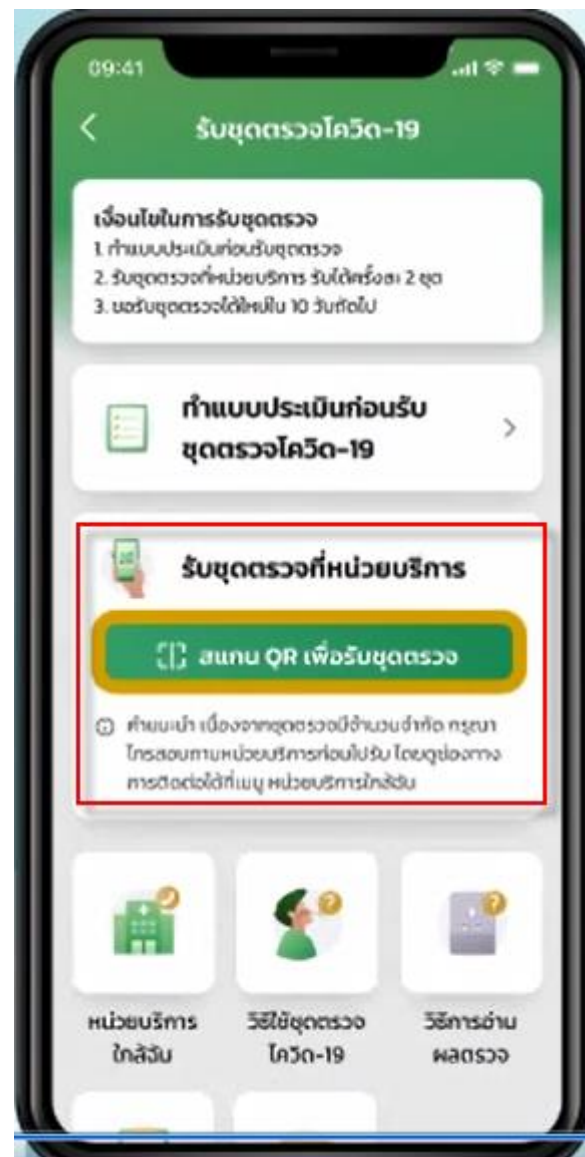 09:41
รับชุดตรวจโควิด-19
เงื่อนไขในการรับชุดตรวจ
1. ทำแบบประเมินก่อนรับชุดตรวจ
2. รับชุดตรวจที่หน่วยบริการ รับได้ครั้งละ 2 ชุด
3. ขอรับชุดตรวจได้ใหม่ใน 10 วันถัดไป
ทำแบบประเมินก่อนรับ
ชุดตรวจโควิด-19
รับชุดตรวจที่หน่วยบริการ
สแกน QR เพื่อรับชุดตรวจ
คำแนะนำ เนื่องจากชุดตรวจมีจำนวนจำกัด กรุณา
โทรสอบถามหน่วยบริการก่อนไปรับ โดยดูช่องทาง
การติดต่อได้ที่เมนู หน่วยบริการใกล้ฉัน
หน่วยบริการ วิธีใช้ชุดตรวจ วิธีการอ่าน
ใกล้ฉัน โควิด-19 ผลตรวจ